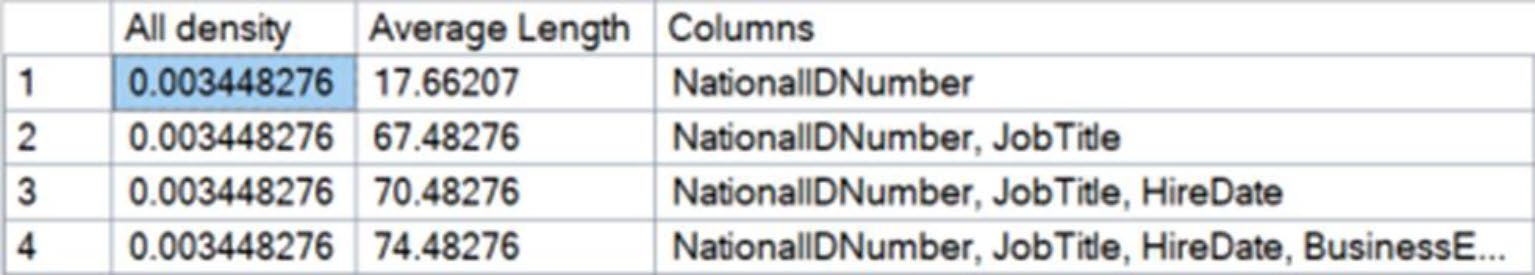 All density Average Length Columns
1 0.003448276 17.66207 NationalIDNumber
2 0.003448276 67.48276 NationalIDNumber, JobTitle
3 0.003448276 70.48276 NationalIDNumber, JobTitle, HireDate
4 0.003448276 74.48276 NationalIDNumber, JobTitle, HireDate, BusinessE...